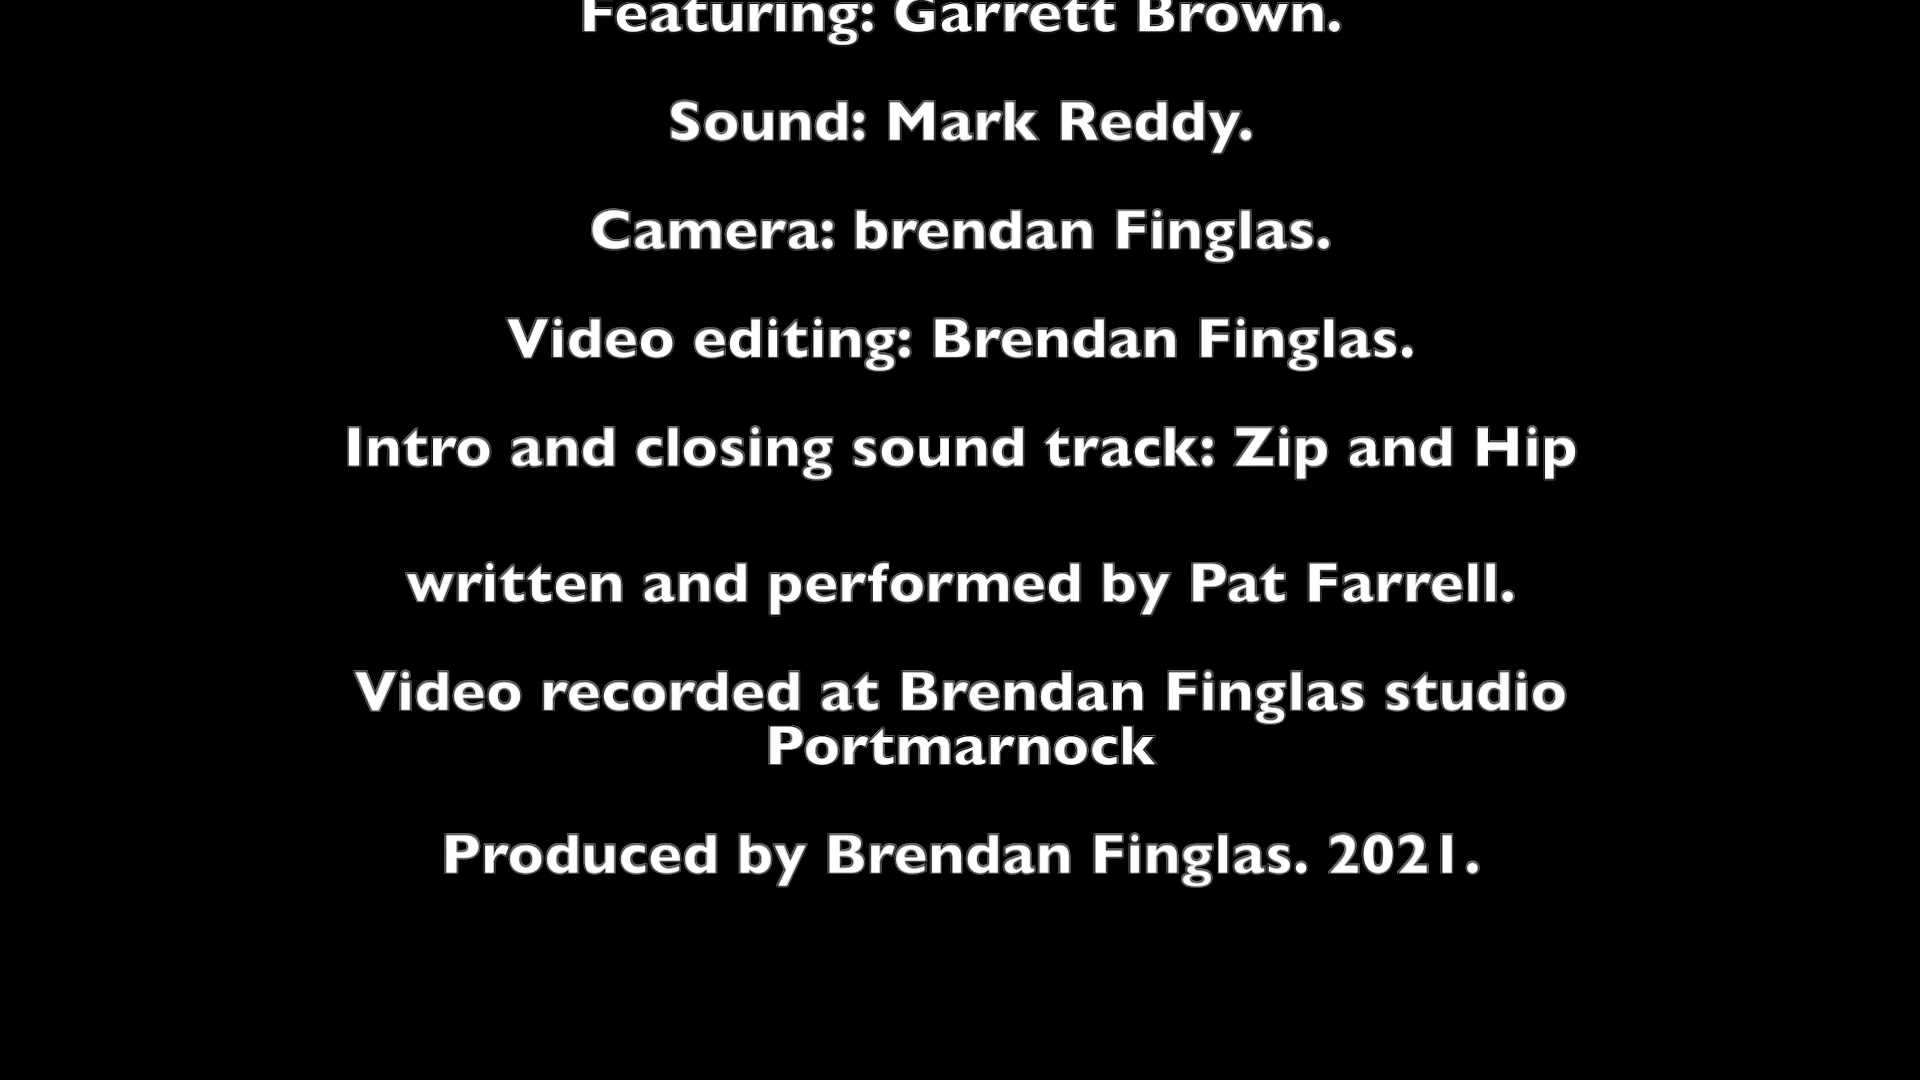 Featuring: Garrett Brown.
Sound: Mark Reddy.
Camera: brendan Finglas.
Video editing: Brendan Finglas.
Intro and closing sound track: Zip and Hip
written and performed by Pat Farrell.
Video recorded at Brendan Finglas studio
Portmarnock
Produced by Brendan Finglas. 2021.